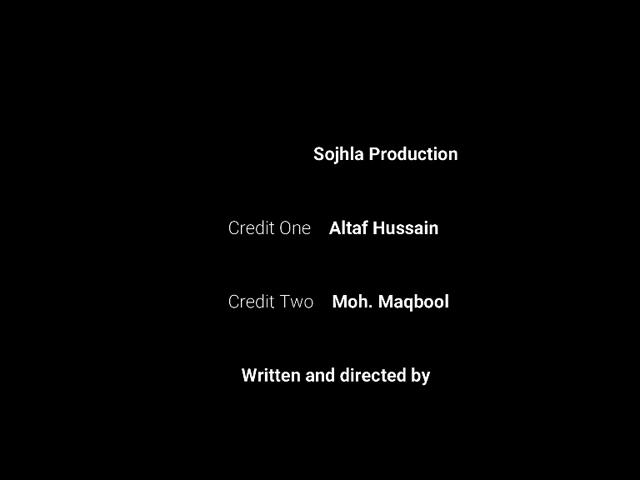 Sojhla Production
Credit One Altaf Hussain
Credit Two Moh. Maqbool
Written and directed by